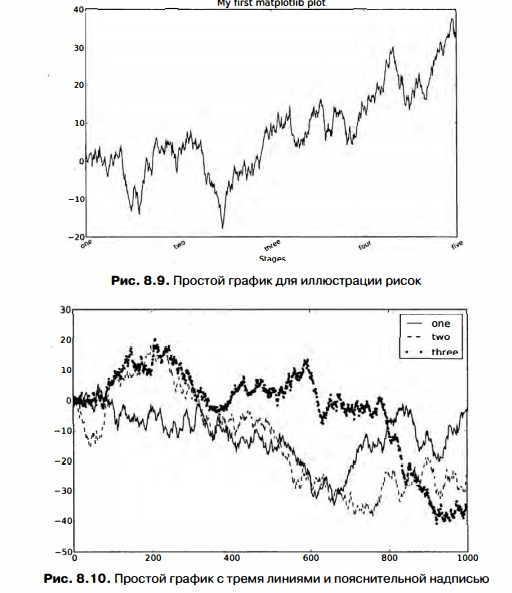 My first matplotlib plot
40
30
20
10
0
−10
−20
one
two
three
four
five
Stages
Рис. 8.9. Простой график для иллюстрации рисок
30
20
10
0
−10
−20
−30
−40
−50
one
two
three
0
200
400
600
800
1000
Рис. 8.10. Простой график с тремя линиями и пояснительной надписью